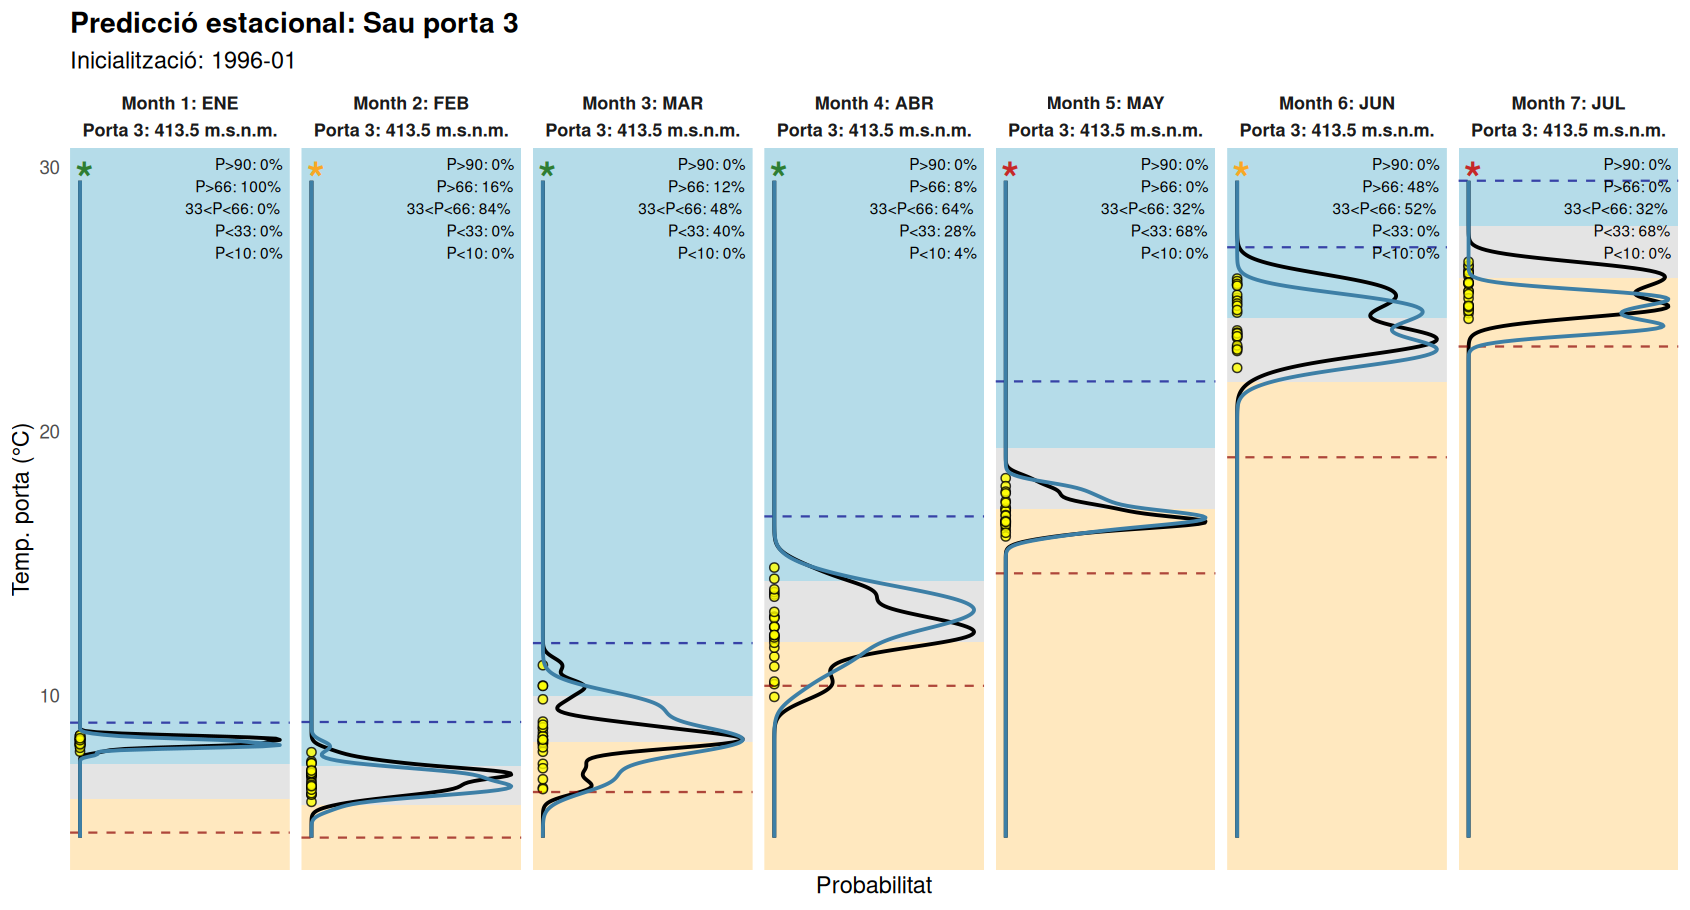 Predicció estacional: Sau porta 3
Inicialització: 1996-01
Month 1: ENE
Porta 3: 413.5 m.s.n.m.
Month 2: FEB
Porta 3: 413.5 m.s.n.m.
Month 3: MAR
Porta 3: 413.5 m.s.n.m.
Month 4: ABR
Porta 3: 413.5 m.s.n.m.
Month 5: MAY
Porta 3: 413.5 m.s.n.m.
Month 6: JUN
Porta 3: 413.5 m.s.n.m.
Month 7: JUL
Porta 3: 413.5 m.s.n.m.
Temp. porta (°C)
30
20
10
*
P>90: 0%
P>66: 100%
33<P<66: 0%
P<33: 0%
P<10: 0%
*
P>90: 0%
P>66: 16%
33<P<66: 84%
P<33: 0%
P<10: 0%
*
P>90: 0%
P>66: 12%
33<P<66: 48%
P<33: 40%
P<10: 0%
*
P>90: 0%
P>66: 8%
33<P<66: 64%
P<33: 28%
P<10: 4%
*
P>90: 0%
P>66: 0%
33<P<66: 32%
P<33: 68%
P<10: 0%
*
P>90: 0%
P>66: 48%
33<P<66: 52%
P<33: 0%
P<10: 0%
*
P>90: 0%
P>66: 0%
33<P<66: 32%
P<33: 68%
P<10: 0%
Probabilitat